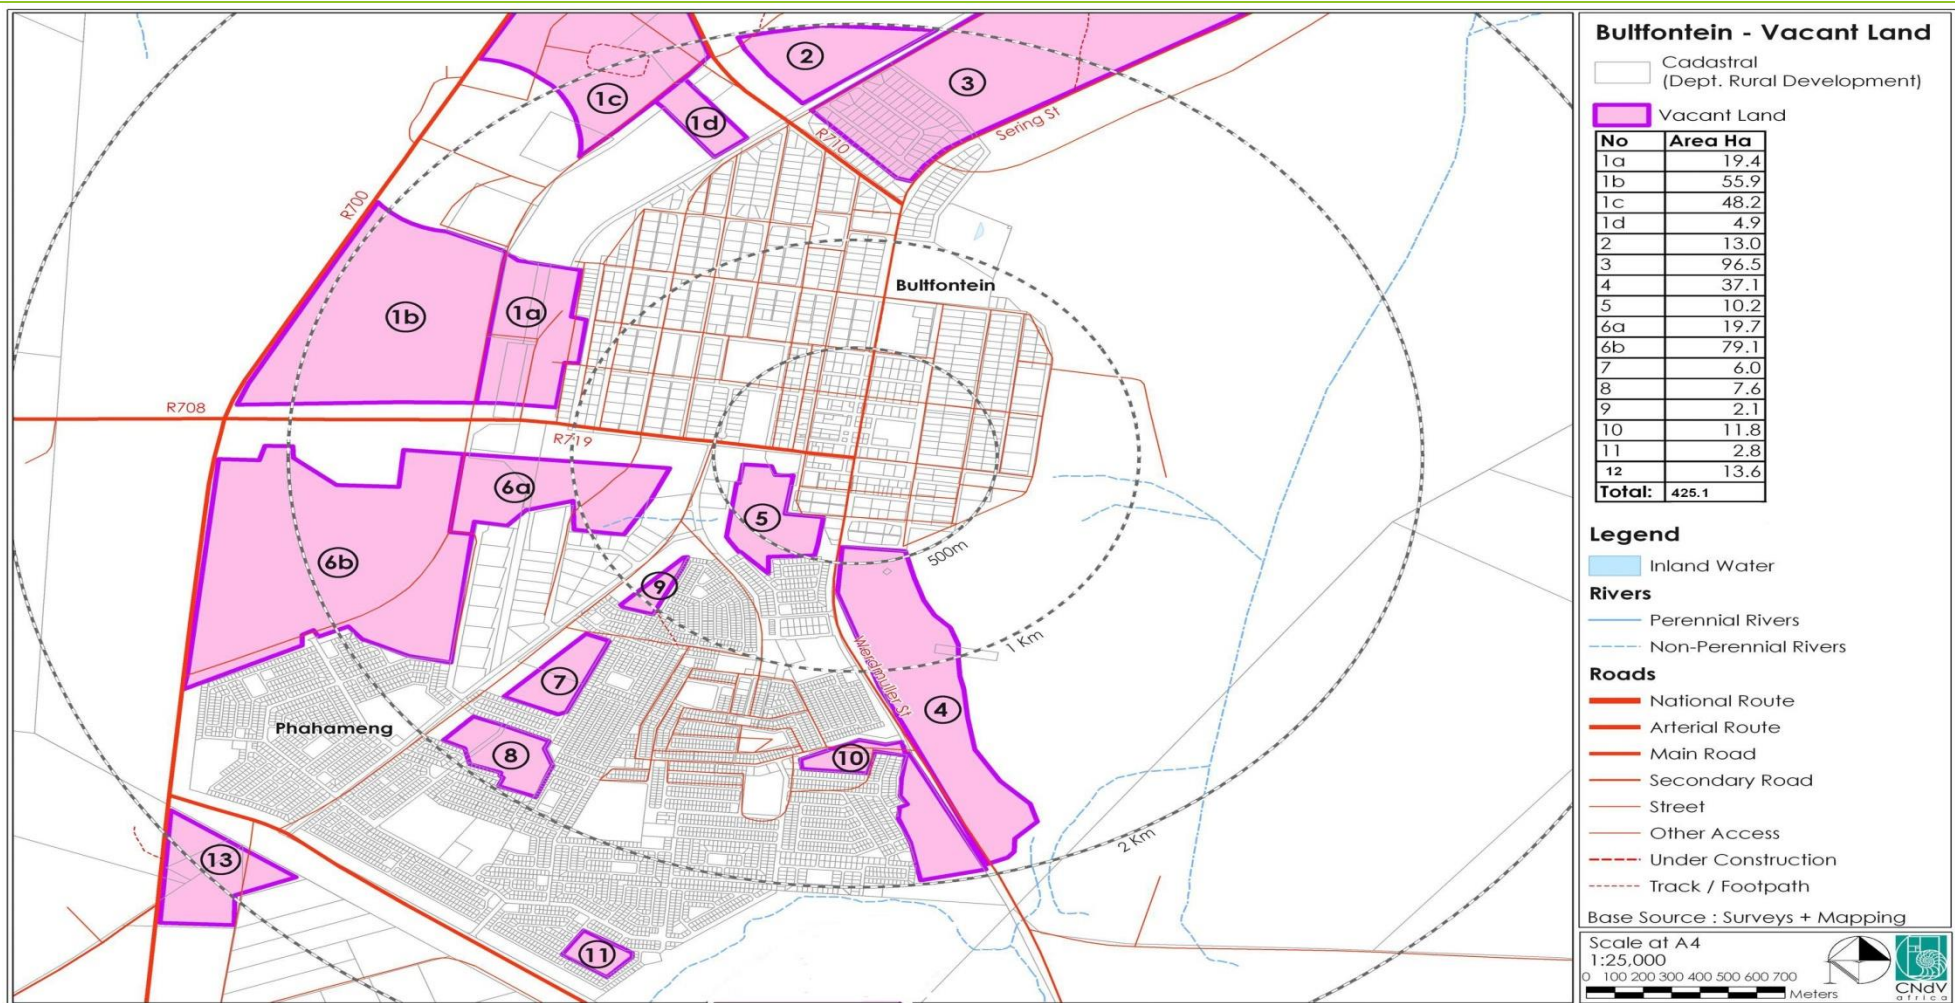 1c
1d
2
3
R710
Sering St
R700
1b
1a
Bultfontein
R708
R719
6a
5
6b
500m
9
1 Km
7
Werdmuller St
4
Phahameng
8
10
2 Km
13
11
Bultfontein - Vacant Land
Cadastral
(Dept. Rural Development)
Vacant Land
No Area Ha
1a 19.4
1b 55.9
1c 48.2
1d 4.9
2 13.0
3 96.5
4 37.1
5 10.2
6a 19.7
6b 79.1
7 6.0
8 7.6
9 2.1
10 11.8
11 2.8
12 13.6
Total: 425.1
Legend
Inland Water
Rivers
Perennial Rivers
Non-Perennial Rivers
Roads
National Route
Arterial Route
Main Road
Secondary Road
Street
Other Access
Under Construction
Track / Footpath
Base Source : Surveys + Mapping
Scale at A4
1:25,000
0 100 200 300 400 500 600 700
Meters
CNdV
africa